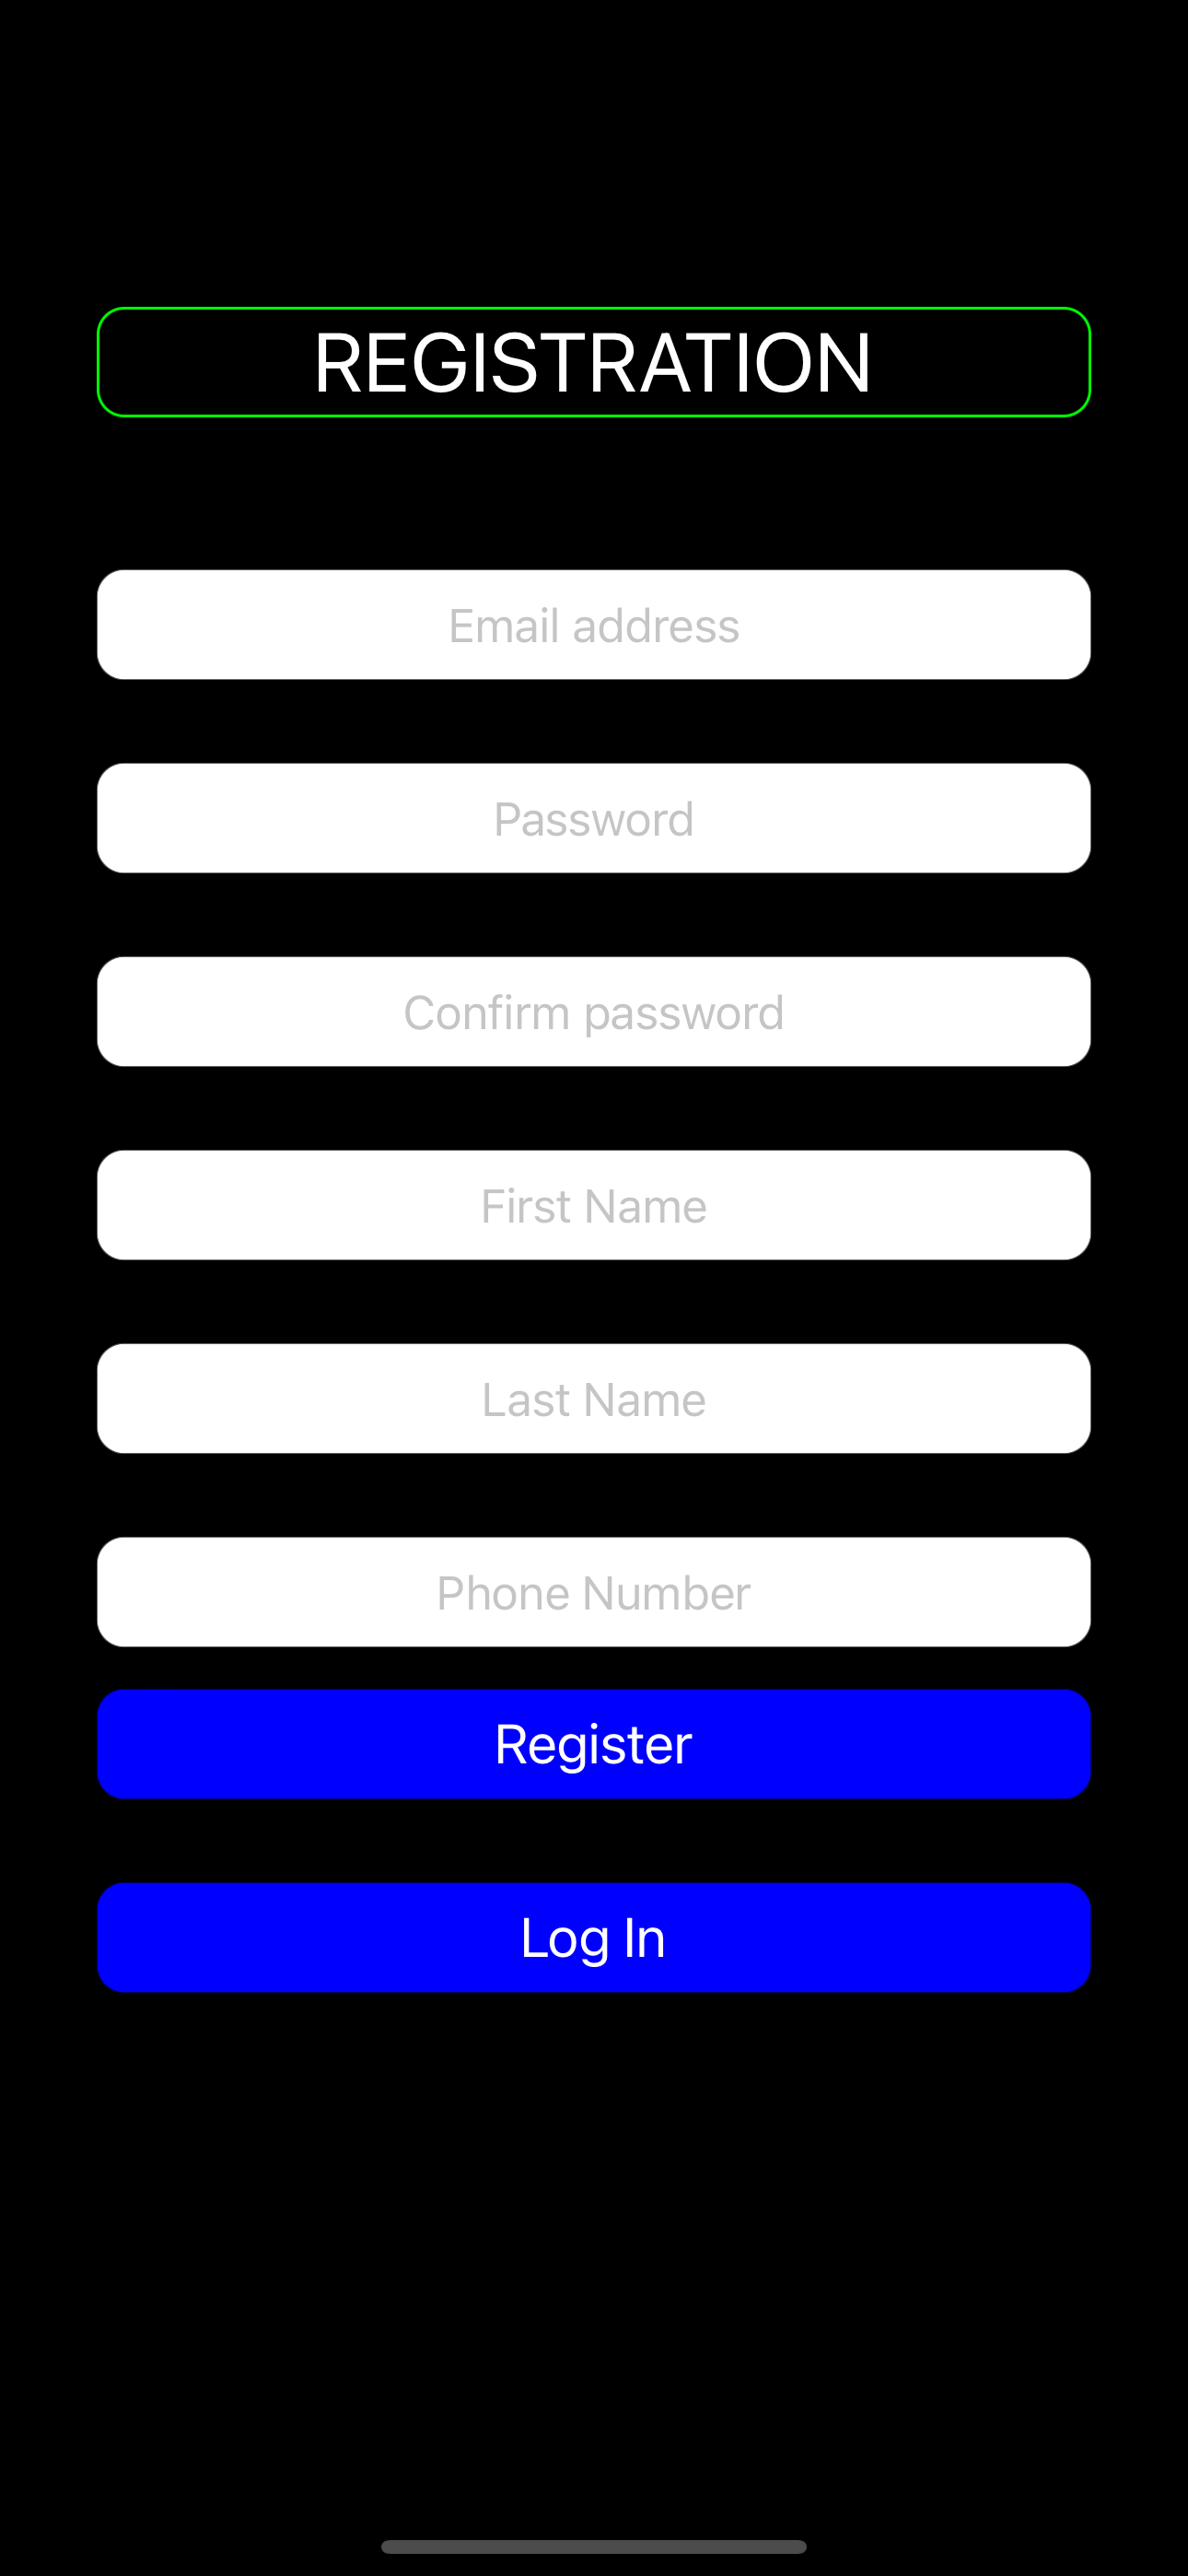 REGISTRATION
Email address
Password
Confirm password
First Name
Last Name
Phone Number
Register
Log In